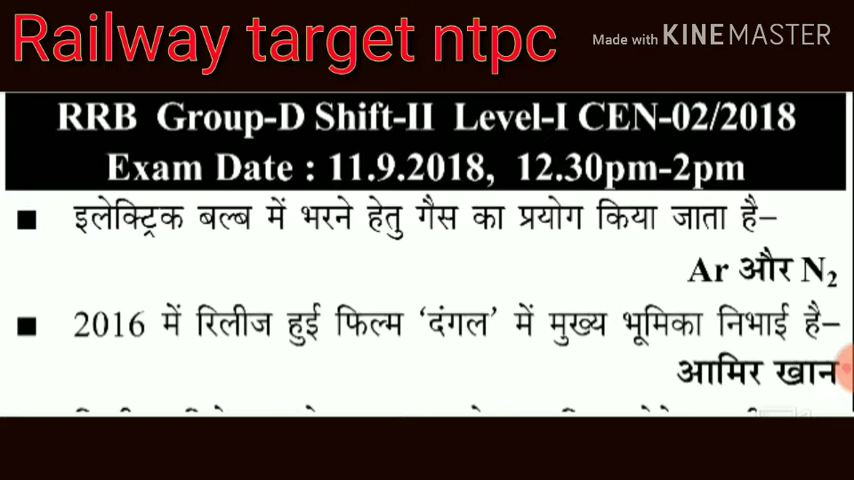 Railway target ntpc
Made with KINEMASTER
RRB Group-D Shift-II Level-I CEN-02/2018
Exam Date : 11.9.2018, 12.30pm-2pm
■ इलेक्ट्रिक बल्ब में भरने हेतु गैस का प्रयोग किया जाता है–
Ar और N₂
■ 2016 में रिलीज हुई फिल्म ‘दंगल’ में मुख्य भूमिका निभाई है–
आमिर खान